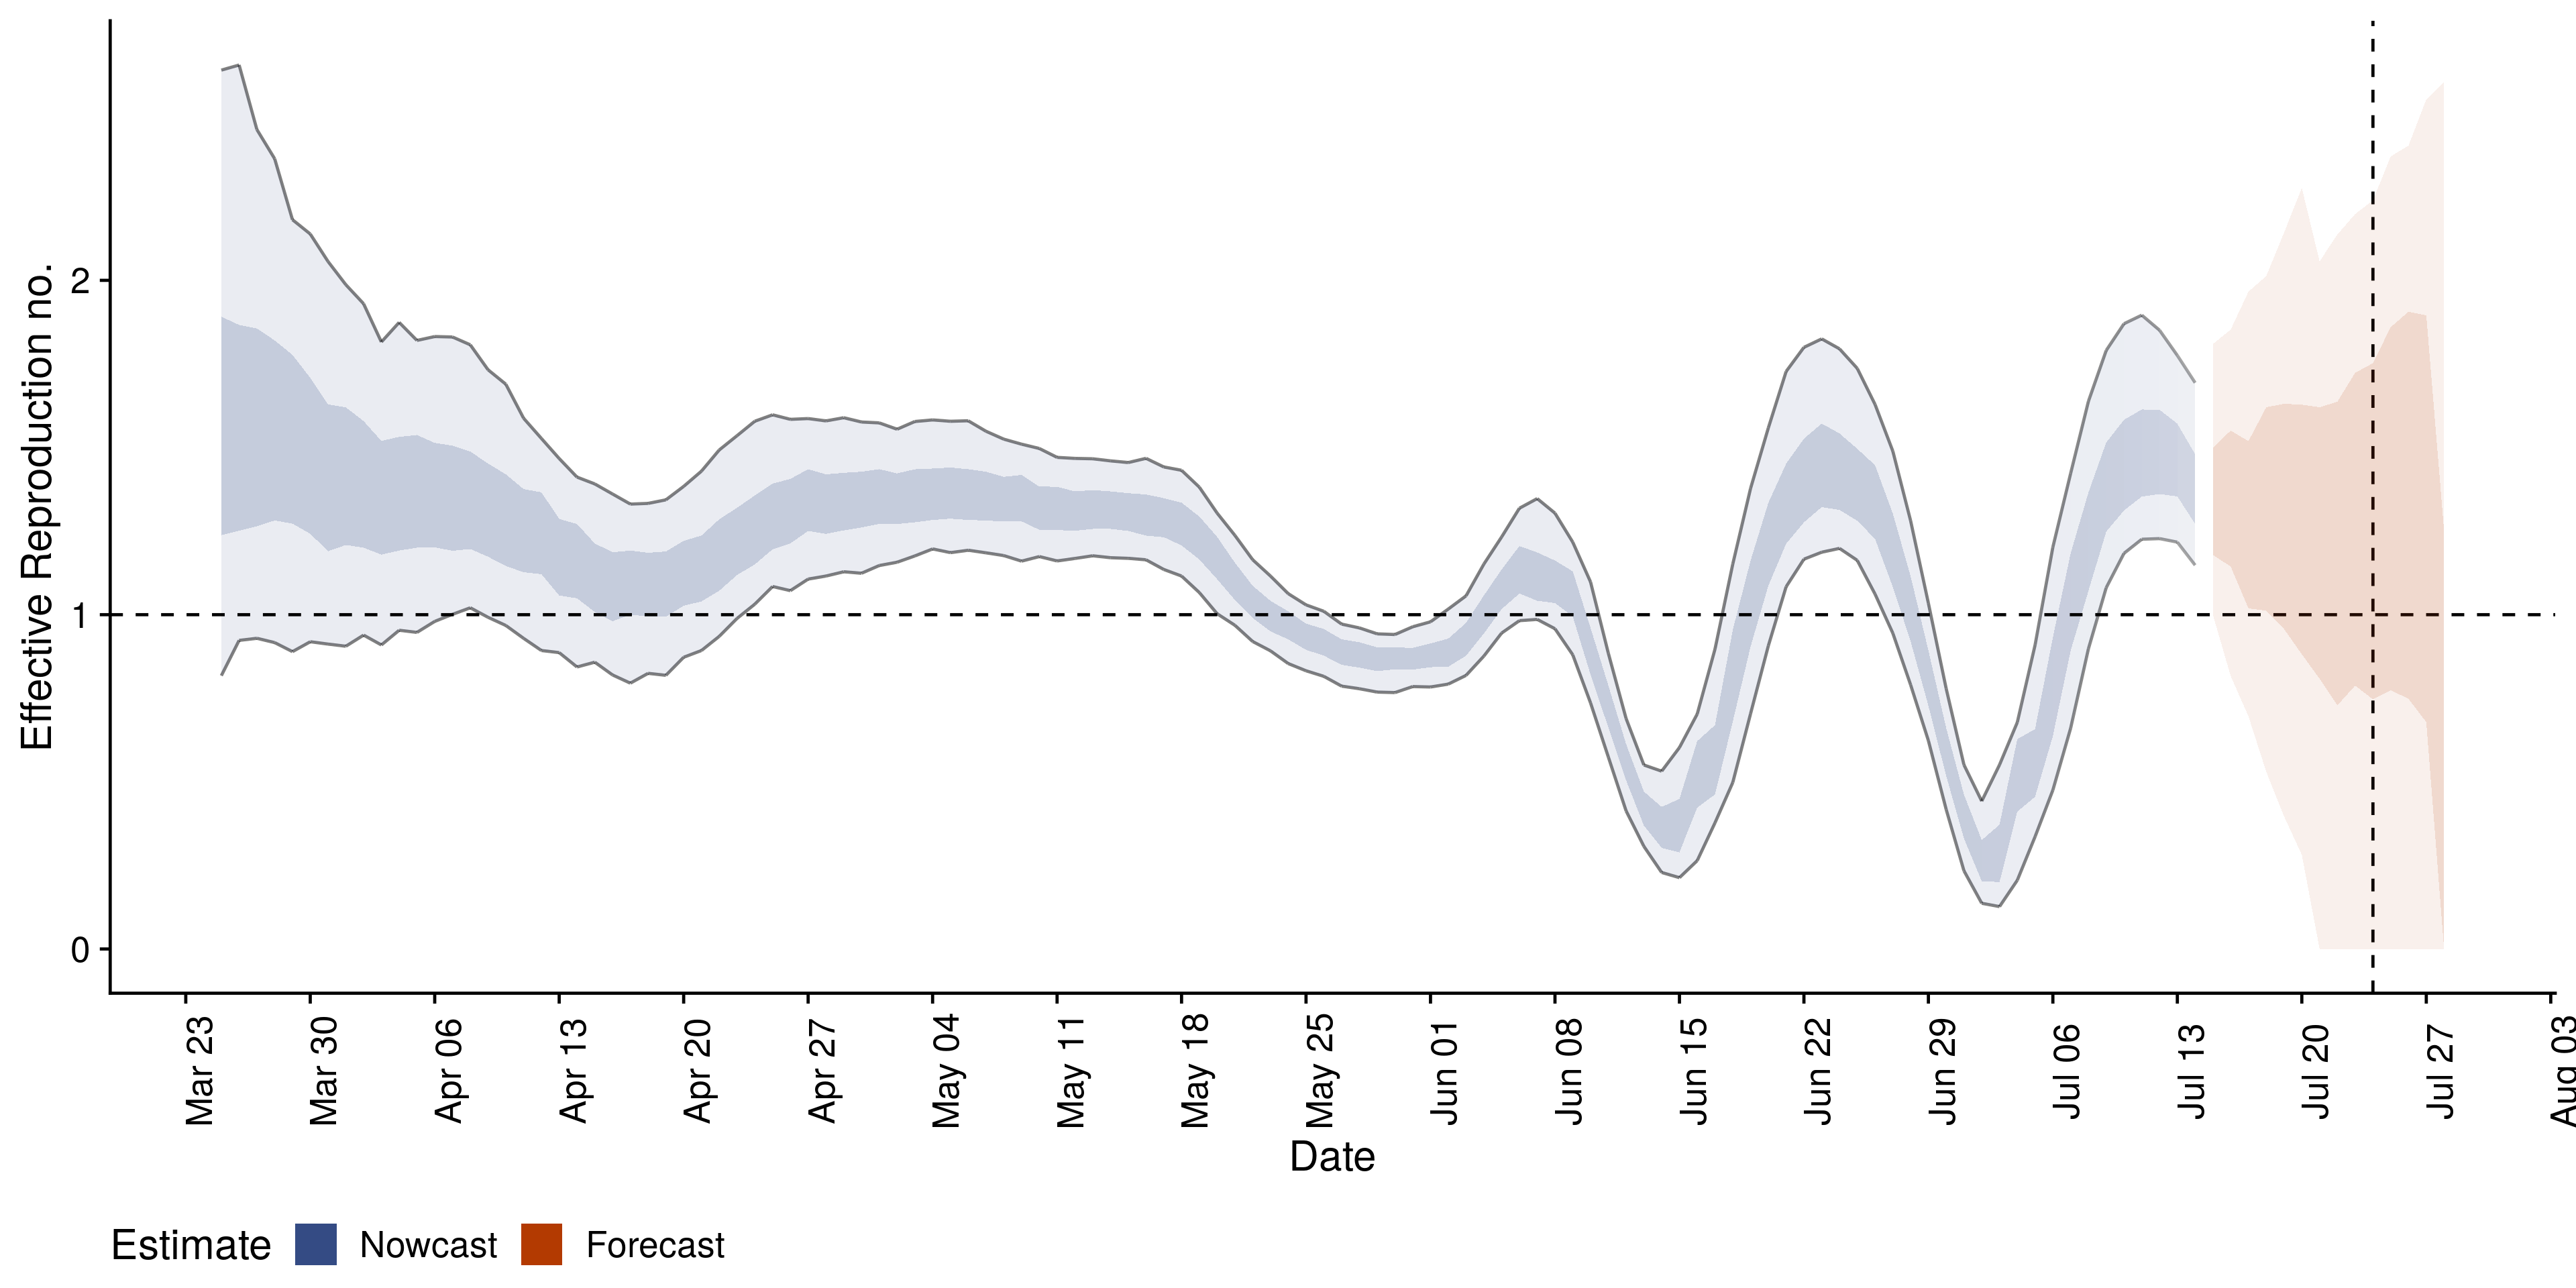 Effective Reproduction no.
2
1
0
Mar 23
Mar 30
Apr 06
Apr 13
Apr 20
Apr 27
May 04
May 11
May 18
May 25
Jun 01
Jun 08
Jun 15
Jun 22
Jun 29
Jul 06
Jul 13
Jul 20
Jul 27
Aug 03
Date
Estimate Nowcast Forecast